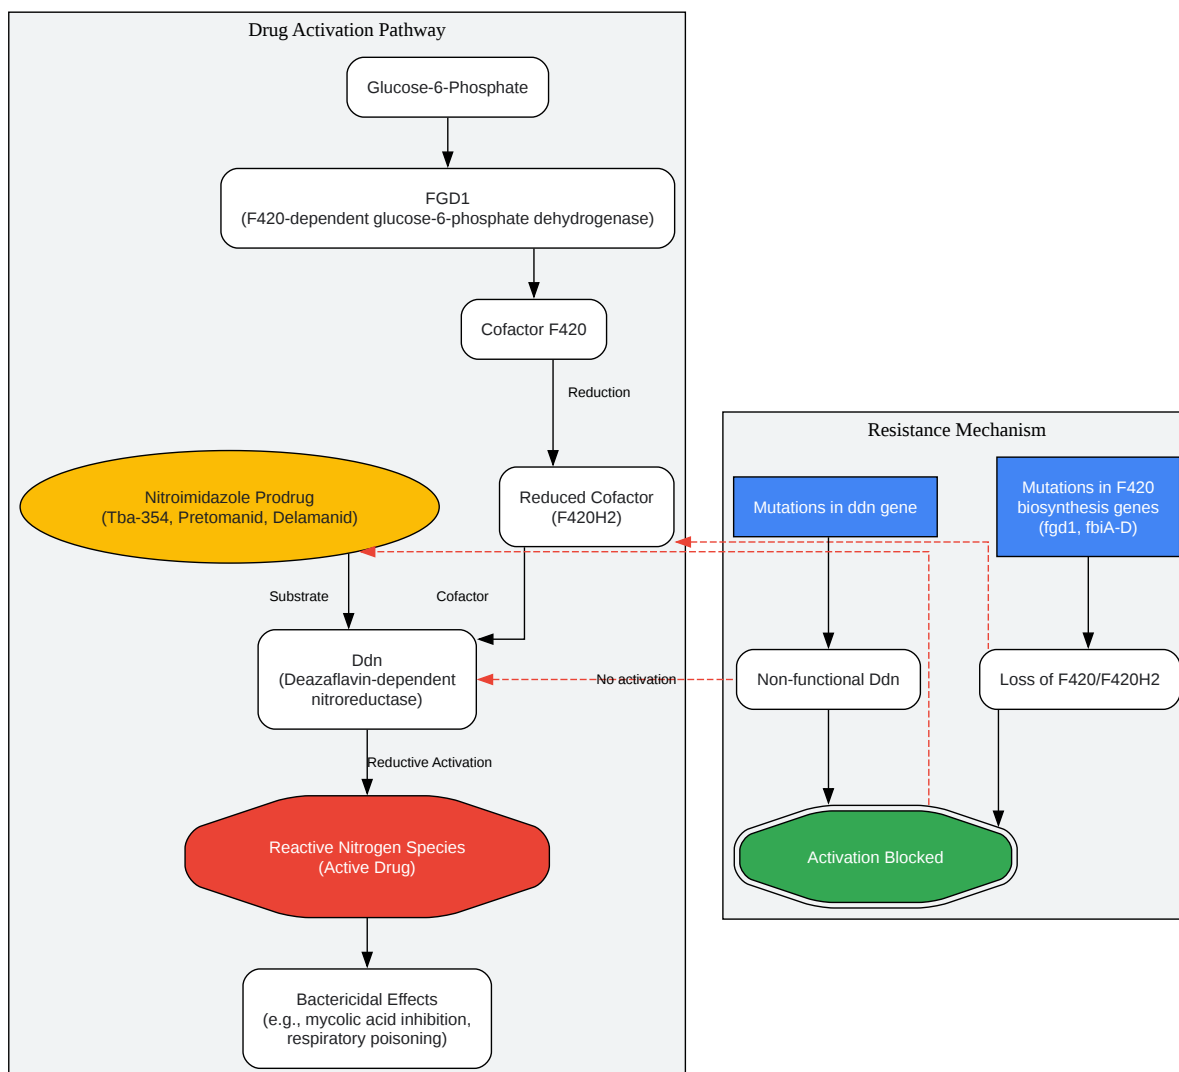 Drug Activation Pathway
Glucose-6-Phosphate
FGD1
(F420-dependent glucose-6-phosphate dehydrogenase)
Cofactor F420
Reduction
Nitroimidazole Prodrug
(Tba-354, Pretomanid, Delamanid)
Reduced Cofactor
(F420H2)
Substrate
Cofactor
Ddn
(Deazaflavin-dependent
nitroreductase)
No activation
Reductive Activation
Reactive Nitrogen Species
(Active Drug)
Bactericidal Effects
(e.g., mycolic acid inhibition,
respiratory poisoning)
Resistance Mechanism
Mutations in ddn gene
Mutations in F420
biosynthesis genes
(fgd1, fbiA-D)
Non-functional Ddn
Loss of F420/F420H2
Activation Blocked